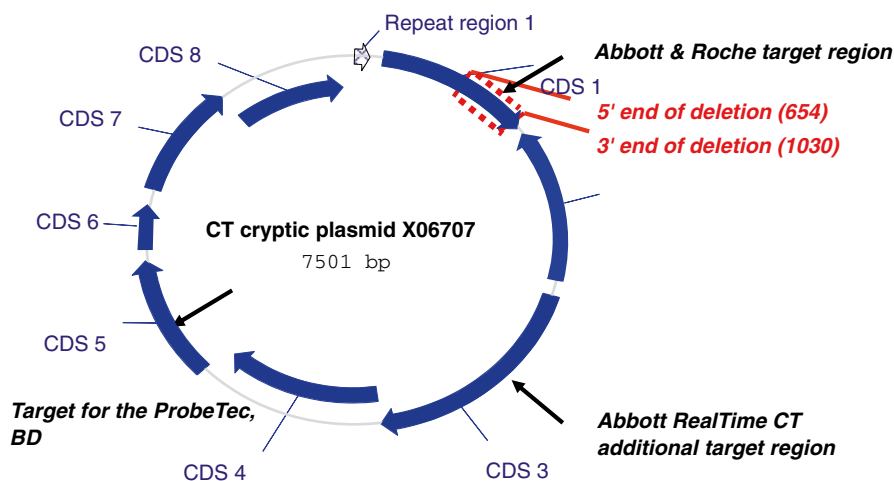 Repeat region 1
CDS 8
Abbott & Roche target region
CDS 1
5' end of deletion (654)
3' end of deletion (1030)
CDS 7
CDS 6
CT cryptic plasmid X06707
7501 bp
CDS 5
Target for the ProbeTec,
BD
Abbott RealTime CT
additional target region
CDS 4
CDS 3